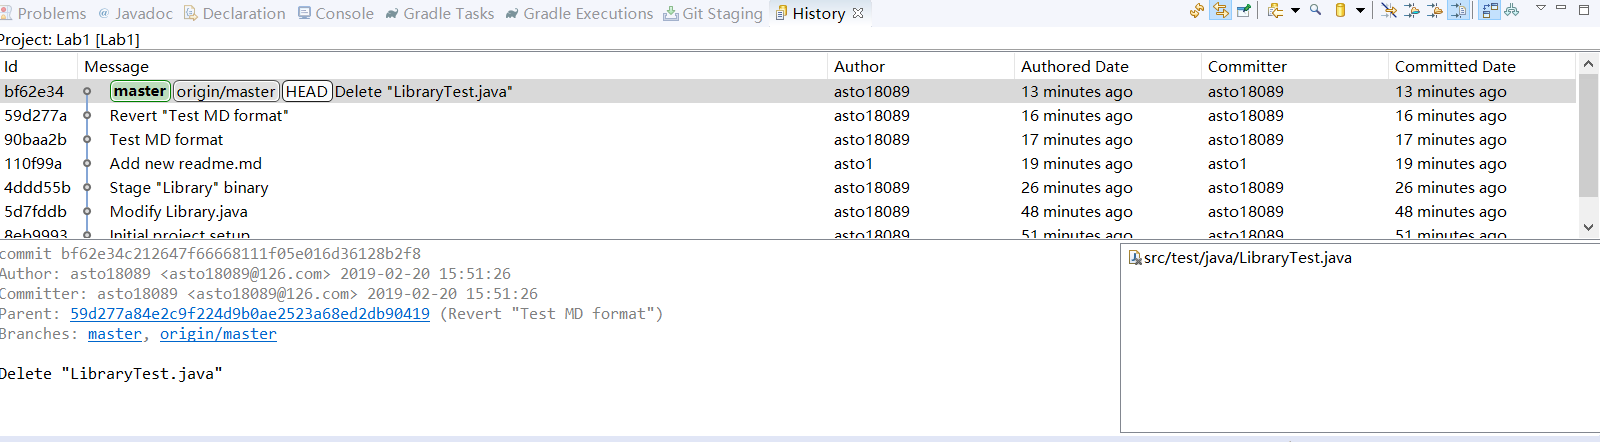 Problems @ Javadoc Declaration Console Gradle Tasks Gradle Executions Git Staging History
Project: Lab1 [Lab1]
Id Message Author Authored Date Committer Committed Date
bf62e34 master origin/master HEAD Delete "LibraryTest.java" asto18089 13 minutes ago asto18089 13 minutes ago
59d277a Revert "Test MD format" asto18089 16 minutes ago asto18089 16 minutes ago
90baa2b Test MD format asto18089 17 minutes ago asto18089 17 minutes ago
110f99a Add new readme.md asto1 19 minutes ago asto1 19 minutes ago
4ddd55b Stage "Library" binary asto18089 26 minutes ago asto18089 26 minutes ago
5d7fddb Modify Library.java asto18089 48 minutes ago asto18089 48 minutes ago
8eb9993 Initial project setup asto18089 51 minutes ago asto18089 51 minutes ago
commit bf62e34c212647f66668111f05e016d36128b2f8
Author: asto18089 <asto18089@126.com> 2019-02-20 15:51:26
Committer: asto18089 <asto18089@126.com> 2019-02-20 15:51:26
Parent: 59d277a84e2c9f224d9b0ae2523a68ed2db90419 (Revert "Test MD format")
Branches: master, origin/master
Delete "LibraryTest.java"
src/test/java/LibraryTest.java